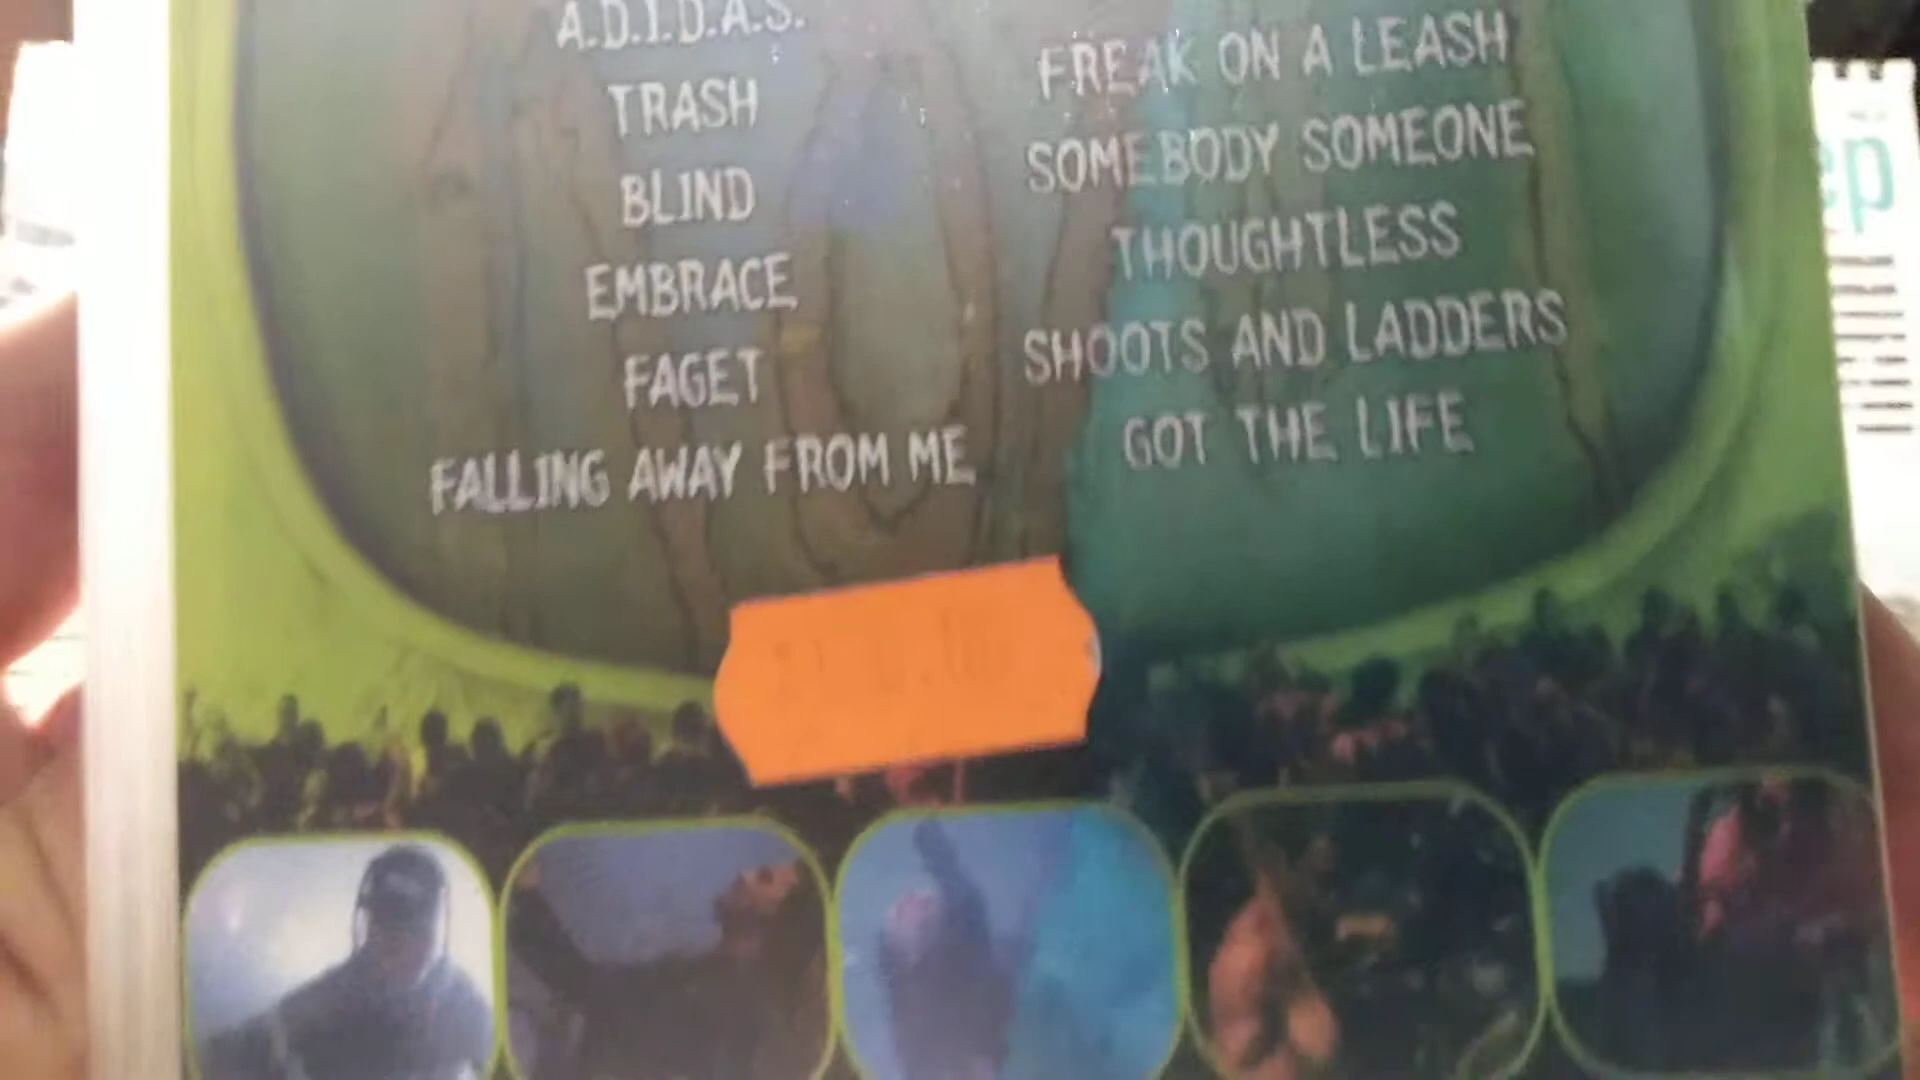 A.D.I.D.A.S.
TRASH
BLIND
EMBRACE
FAGET
FALLING AWAY FROM ME
FREAK ON A LEASH
SOMEBODY SOMEONE
THOUGHTLESS
SHOOTS AND LADDERS
GOT THE LIFE
ep